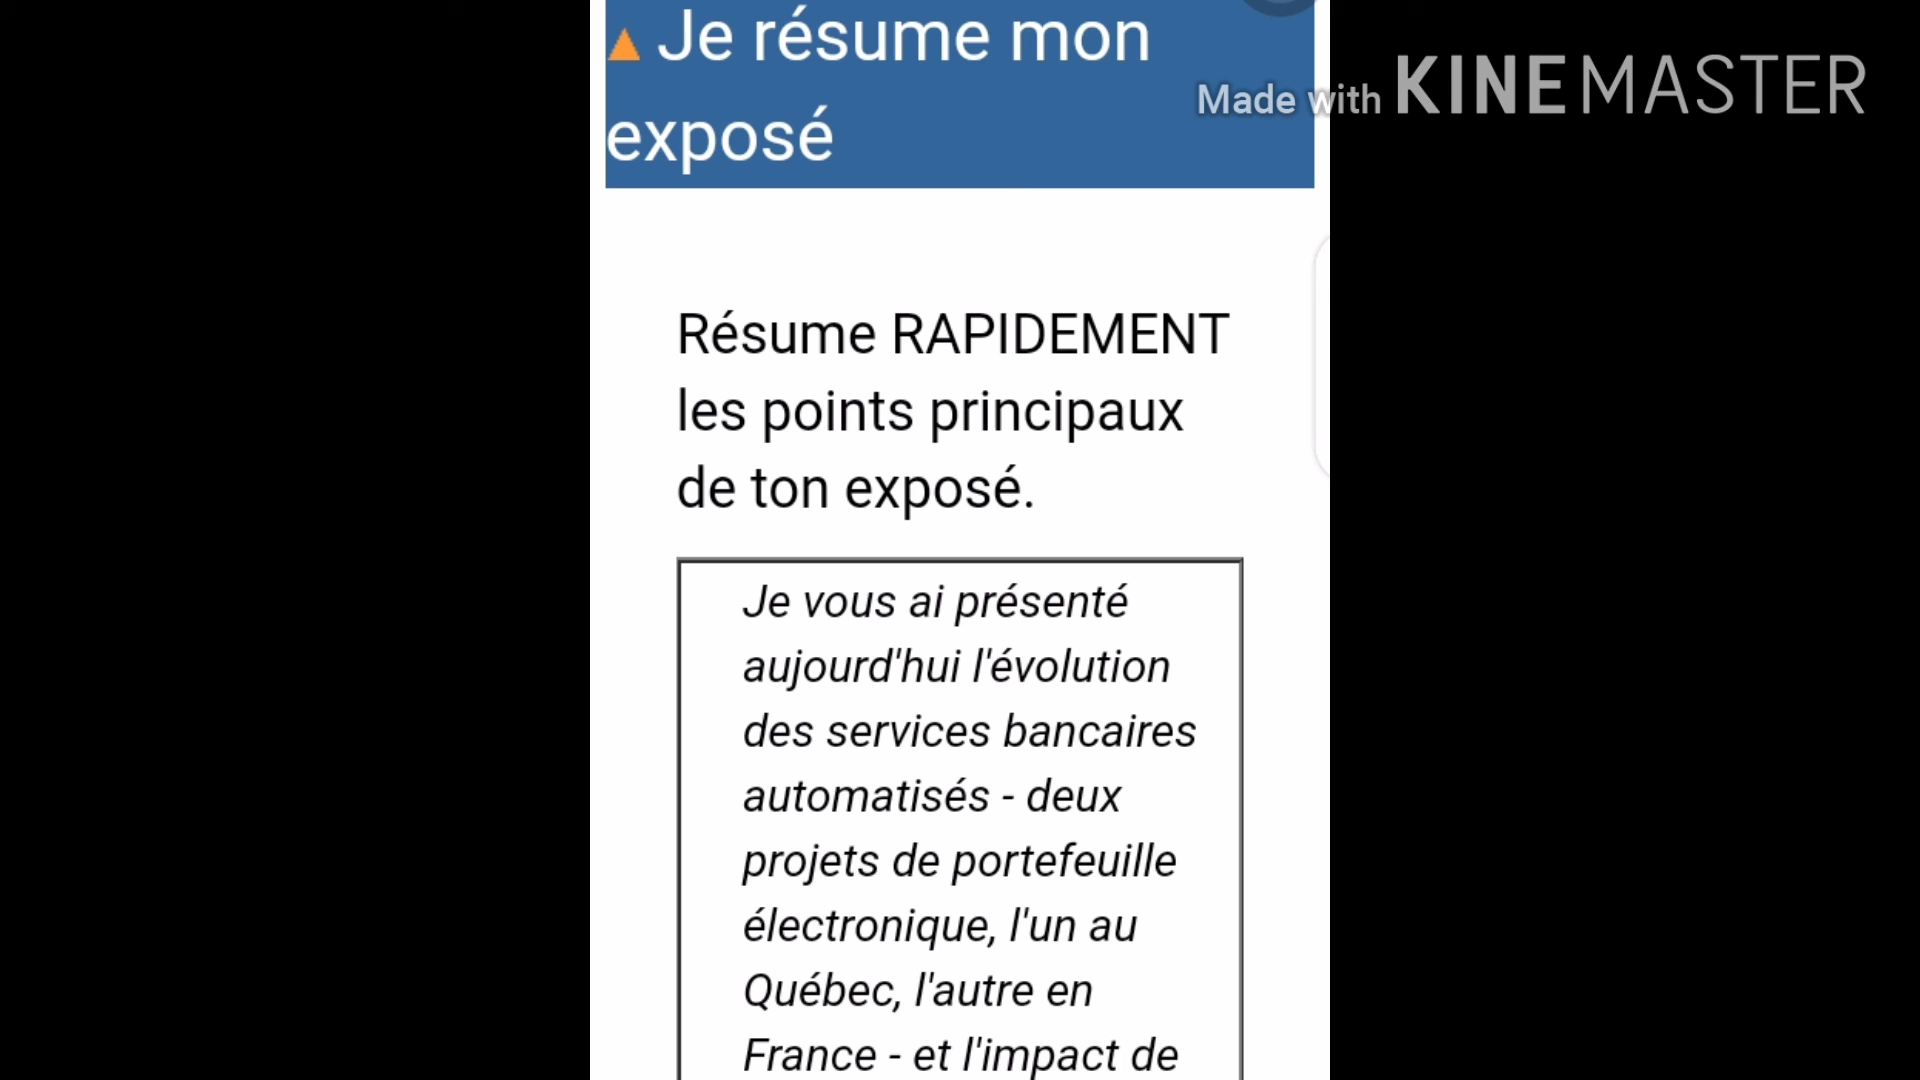 ▲ Je résume mon
exposé
Made with KINEMASTER
Résume RAPIDEMENT
les points principaux
de ton exposé.
Je vous ai présenté
aujourd'hui l'évolution
des services bancaires
automatisés - deux
projets de portefeuille
électronique, l'un au
Québec, l'autre en
France - et l'impact de